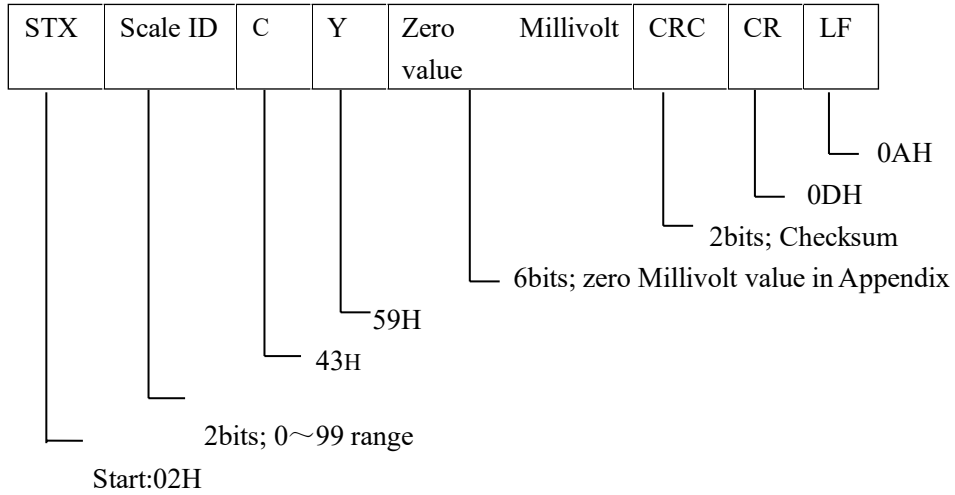 STX Scale ID C Y Zero Millivolt CRC CR LF
value
0AH
0DH
2bits; Checksum
6bits; zero Millivolt value in Appendix
59H
43H
2bits; 0～99 range
Start:02H